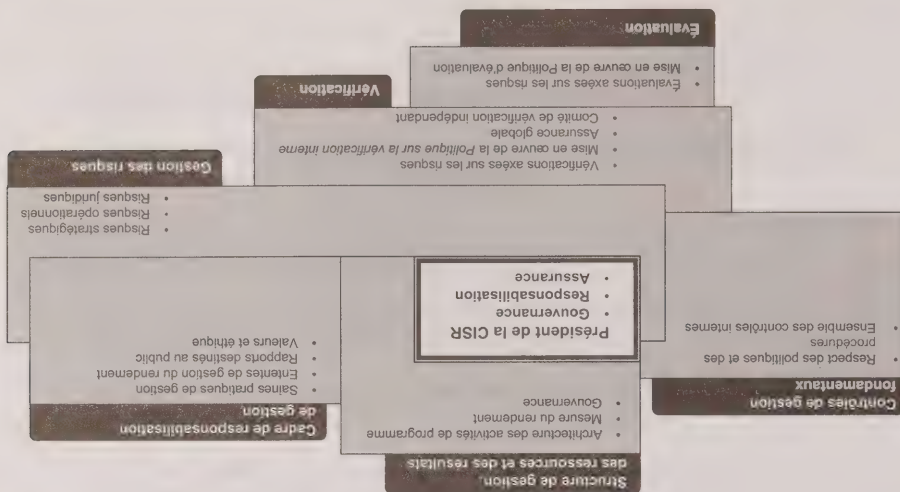 Structure de gestion,
des ressources et des résultats
• Architecture des activités de programme
• Mesure du rendement
• Gouvernance
Contrôles de gestion
fondamentaux
• Respect des politiques et des
procédures
• Ensemble des contrôles internes
Cadre de responsabilisation
de gestion
• Saines pratiques de gestion
• Ententes de gestion du rendement
• Rapports destinés au public
• Valeurs et éthique
Président de la CISR
• Gouvernance
• Responsabilisation
• Assurance
• Risques stratégiques
• Risques opérationnels
• Risques juridiques
Gestion des risques
• Vérifications axées sur les risques
• Mise en œuvre de la Politique sur la vérification interne
• Assurance globale
• Comité de vérification indépendant
Vérification
• Évaluations axées sur les risques
• Mise en œuvre de la Politique d'évaluation
Évaluation